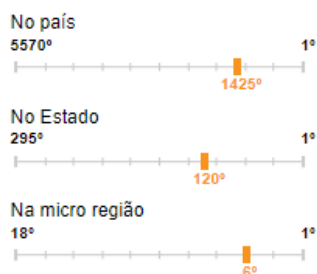 No país
5570º 1º
1425º
No Estado
295º 1º
120º
Na micro região
18º 1º
6º